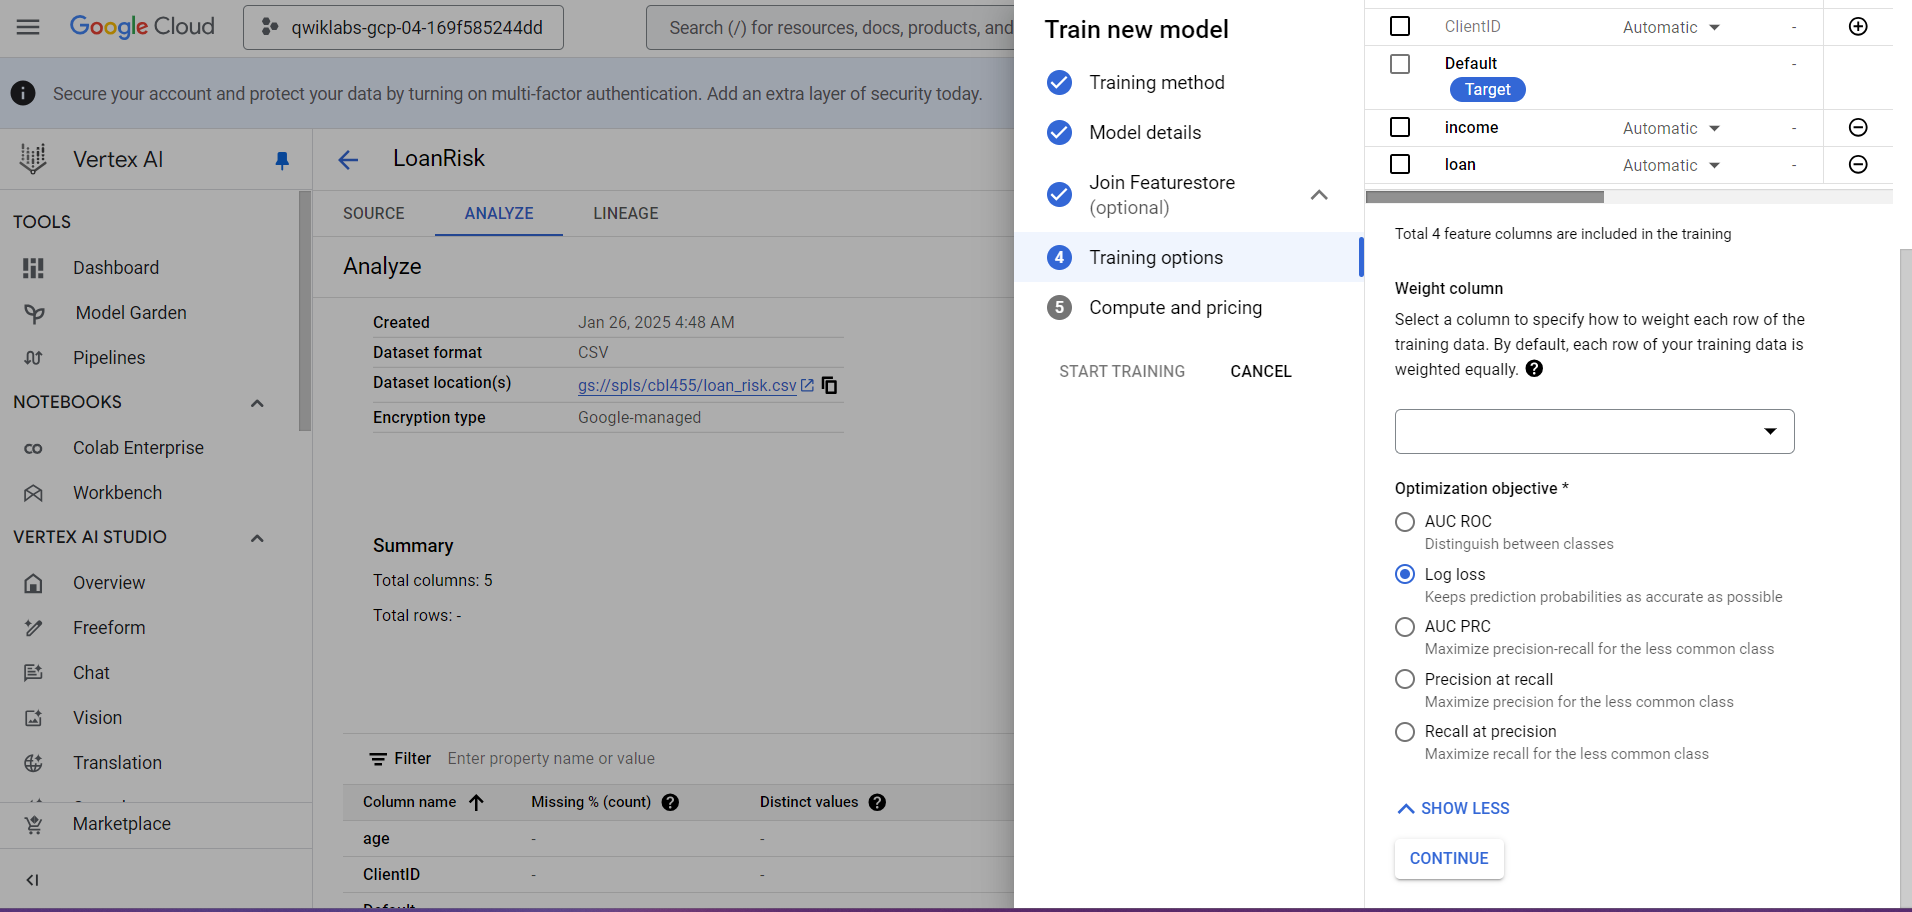 Google Cloud
qwiklabs-gcp-04-169f585244dd
Search (/) for resources, docs, products, and
Secure your account and protect your data by turning on multi-factor authentication. Add an extra layer of security today.
Vertex AI
TOOLS
Dashboard
Model Garden
Pipelines
NOTEBOOKS
Colab Enterprise
Workbench
VERTEX AI STUDIO
Overview
Freeform
Chat
Vision
Translation
Marketplace
LoanRisk
SOURCE
ANALYZE
LINEAGE
Analyze
Created Jan 26, 2025 4:48 AM
Dataset format CSV
Dataset location(s) gs://spls/cbl455/loan_risk.csv
Encryption type Google-managed
Summary
Total columns: 5
Total rows: -
Filter Enter property name or value
Column name Missing % (count) Distinct values
age - -
ClientID - -
Default
Train new model
Training method
Model details
Join Featurestore
(optional)
4 Training options
5 Compute and pricing
START TRAINING CANCEL
ClientID Automatic -
Default -
Target
income Automatic -
loan Automatic -
Total 4 feature columns are included in the training
Weight column
Select a column to specify how to weight each row of the
training data. By default, each row of your training data is
weighted equally.
Optimization objective *
AUC ROC
Distinguish between classes
Log loss
Keeps prediction probabilities as accurate as possible
AUC PRC
Maximize precision-recall for the less common class
Precision at recall
Maximize precision for the less common class
Recall at precision
Maximize recall for the less common class
SHOW LESS
CONTINUE